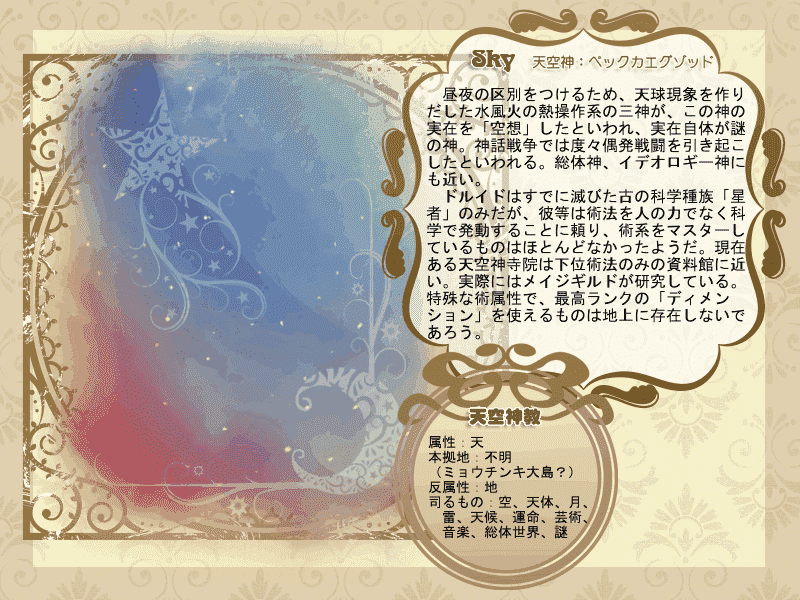 Sky 天空神：ペックカエグゾッド
昼夜の区別をつけるため、天球現象を作り
だした水風火の熱操作系の三神が、この神の
実在を「空想」したといわれ、実在自体が謎
の神。神話戦争では度々偶発戦闘を引き起こ
したといわれる。総体神、イデオロギー神に
も近い。
ドルイドはすでに滅びた古の科学種族「星
者」のみだが、彼等は術法を人の力でなく科
学で発動することに頼り、術系をマスターし
ているものはほとんどなかったようだ。現在
ある天空神寺院は下位術法のみの資料館に近
い。実際にはメイジギルドが研究している。
特殊な術属性で、最高ランクの「ディメン
ション」を使えるものは地上に存在しないで
あろう。
天空神教
属性：天
本拠地：不明
（ミョウチンキ大島？）
反属性：地
司るもの：空、天体、月、
雷、天候、運命、芸術、
音楽、総体世界、謎